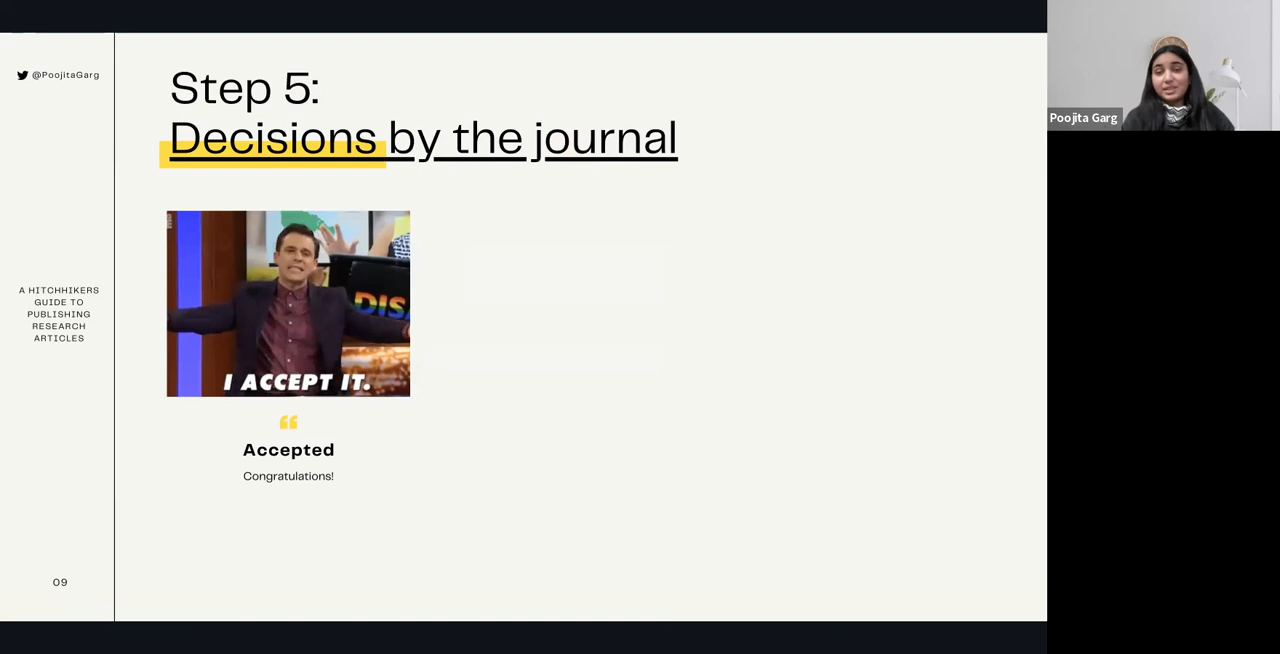 @PoojitaGarg
A HITCHHIKERS
GUIDE TO
PUBLISHING
RESEARCH
ARTICLES
09
Step 5:
Decisions by the journal
DISA
I ACCEPT IT.
Accepted
Congratulations!
Poojita Garg